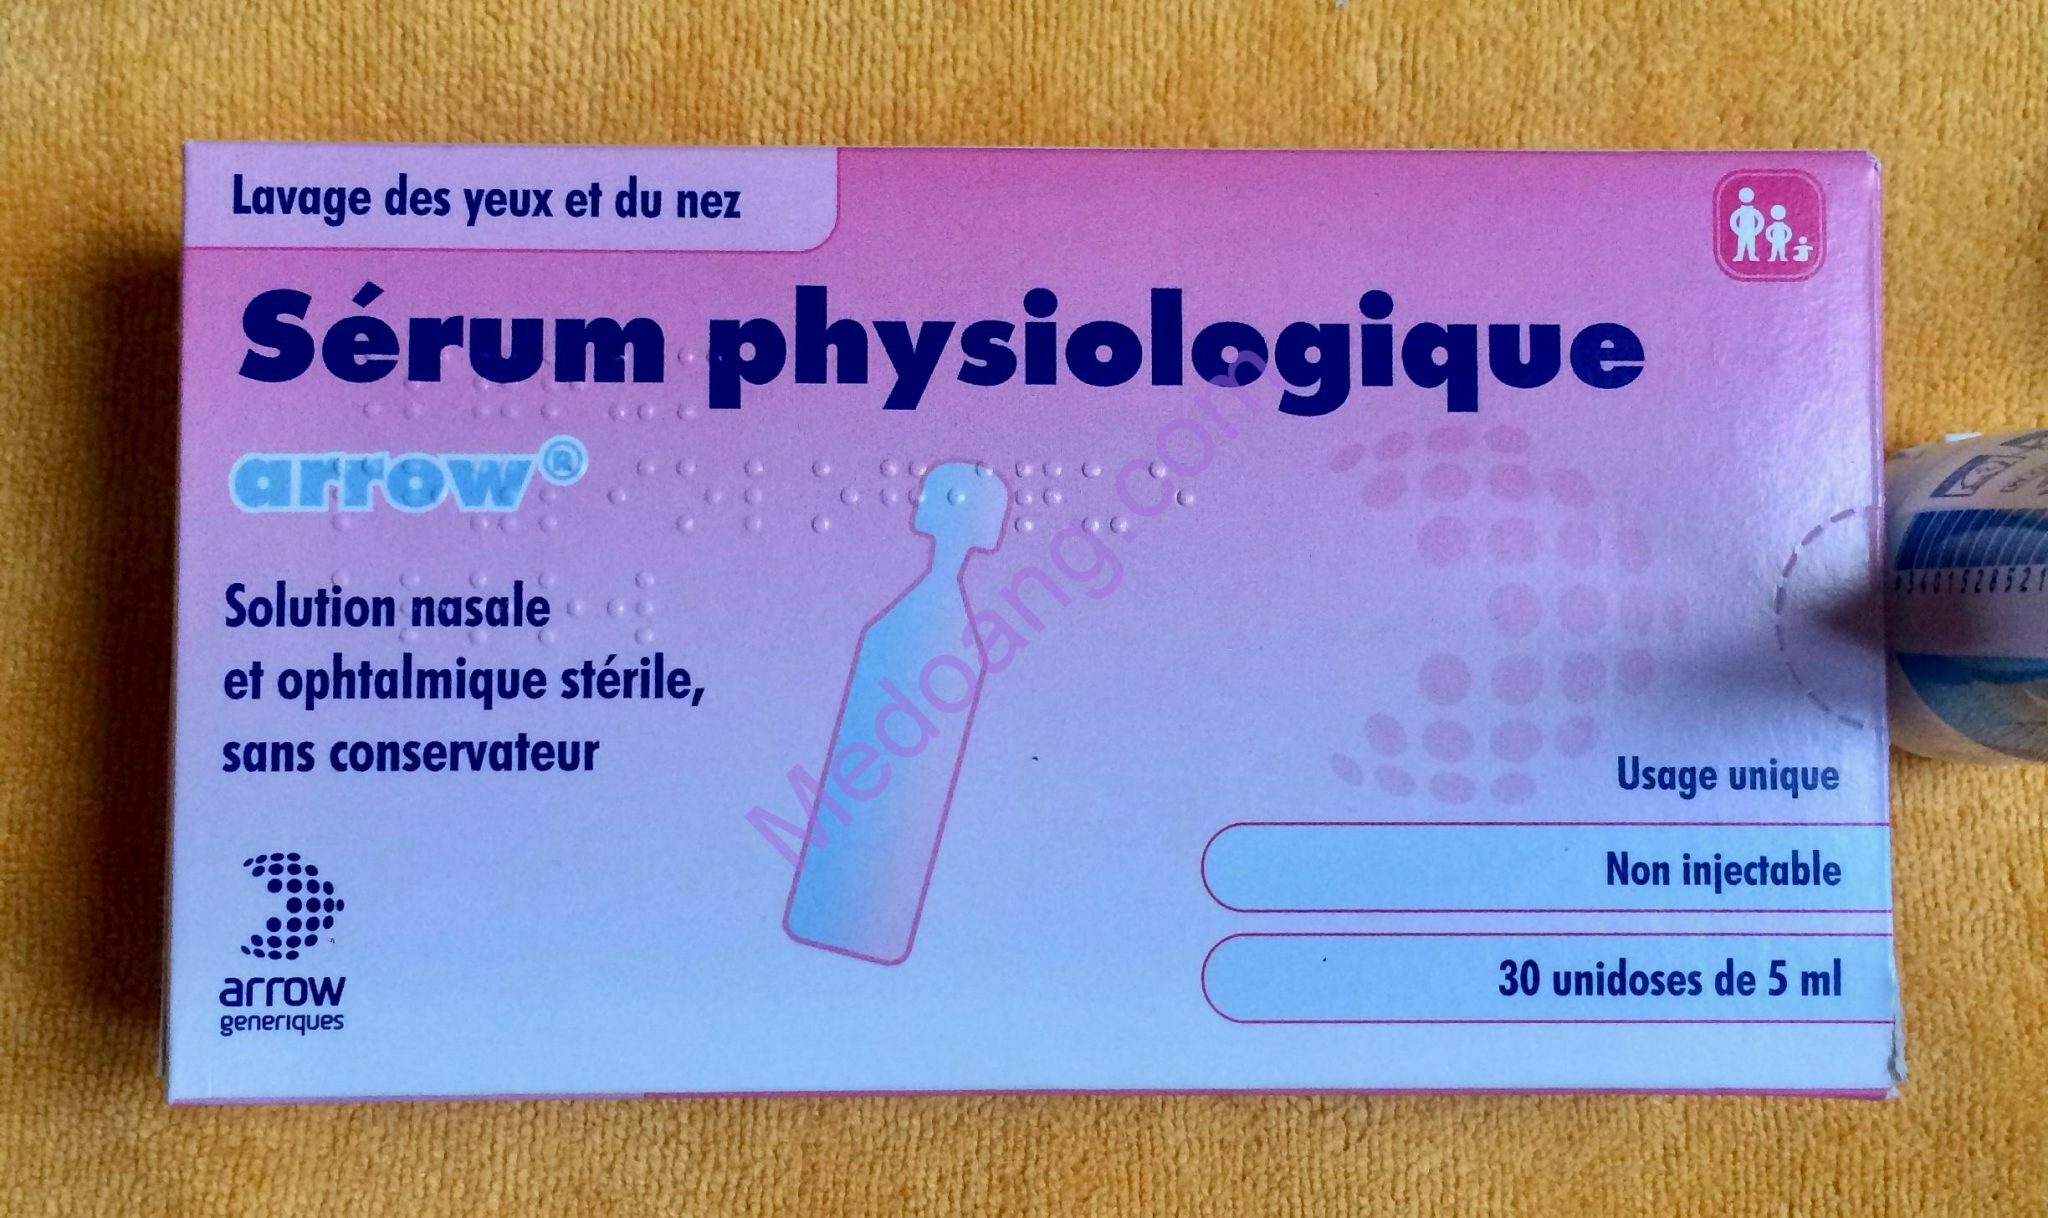 Lavage des yeux et du nez
Sérum physiologique
arrow®
Solution nasale
et ophtalmique stérile,
sans conservateur
Usage unique
Non injectable
30 unidoses de 5 ml
arrow
generiques
Medoang.com